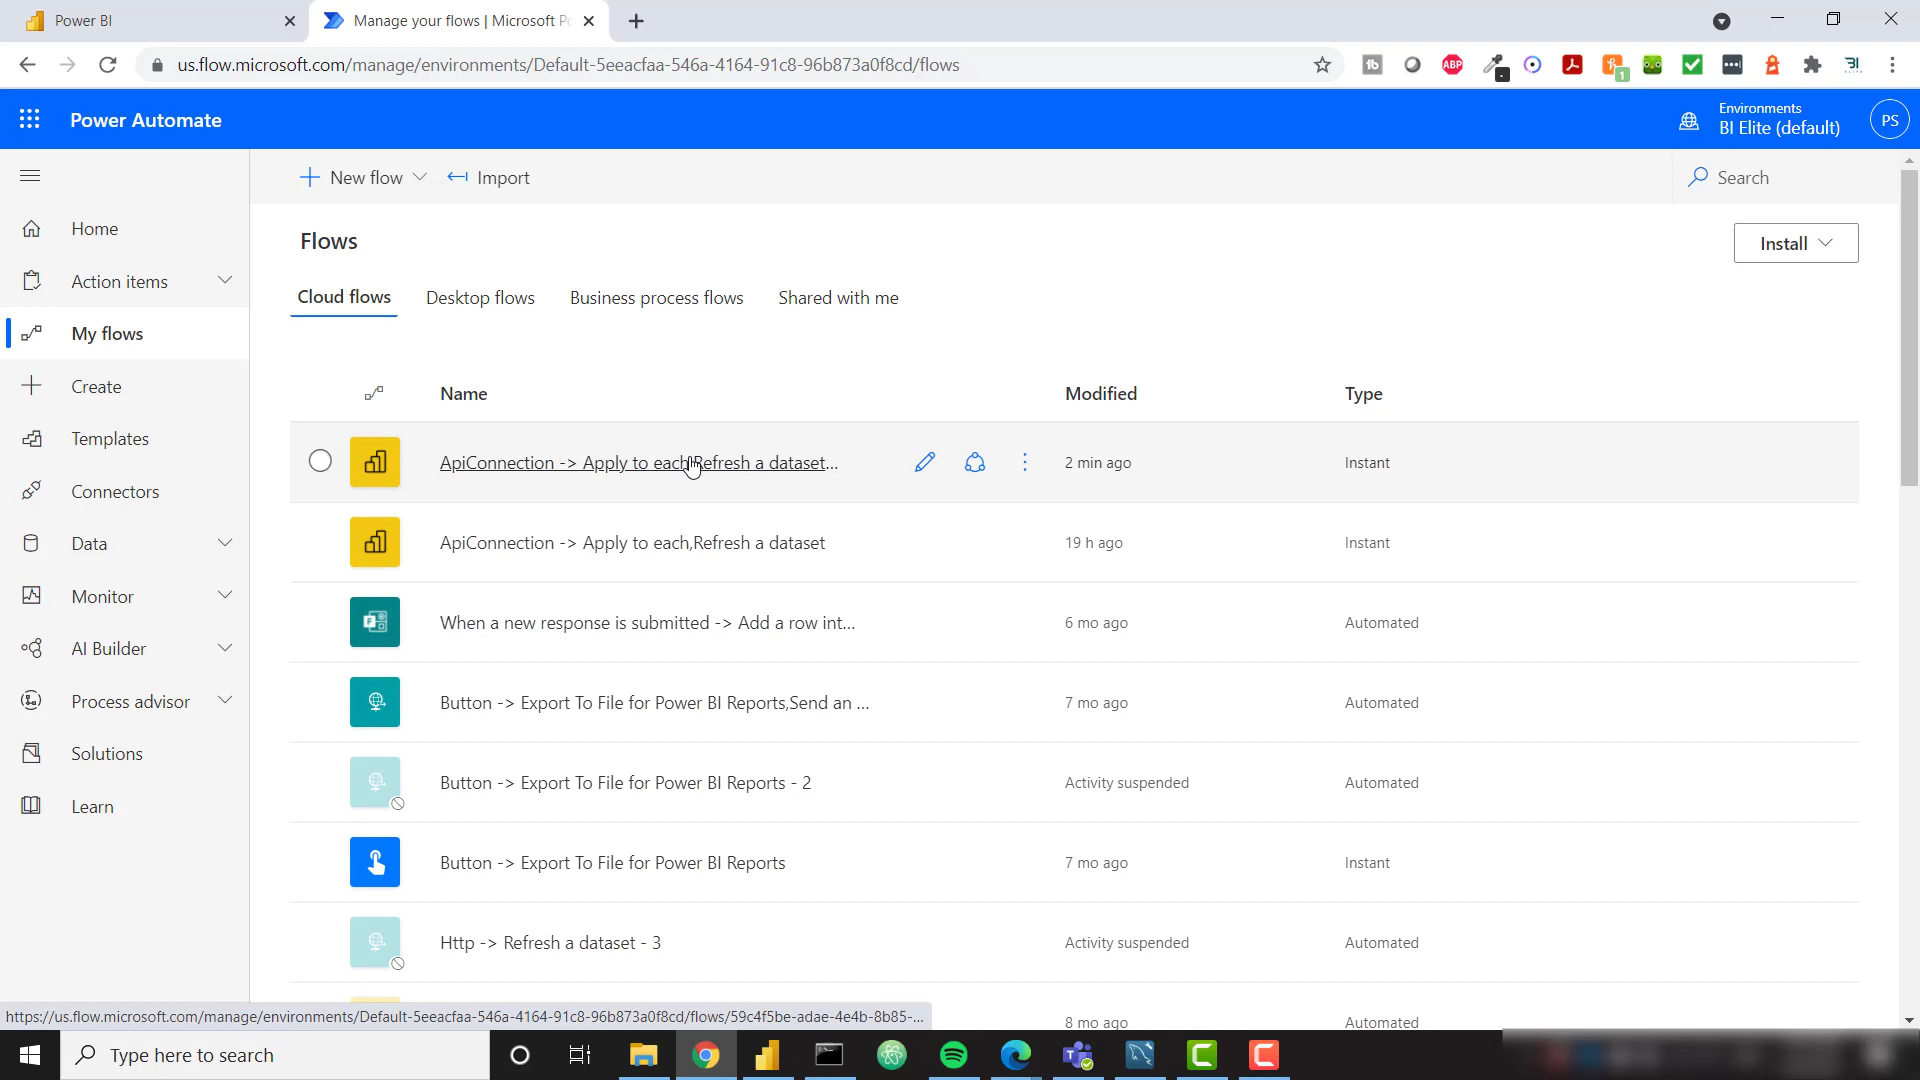 Power BI
Manage your flows | Microsoft Po
us.flow.microsoft.com/manage/environments/Default-5eeacfaa-546a-4164-91c8-96b873a0f8cd/flows
ABP
1
Power Automate
Environments
BI Elite (default)
PS
New flow
Import
Search
Home
Action items
My flows
Create
Templates
Connectors
Data
Monitor
AI Builder
Process advisor
Solutions
Learn
Flows
Install
Cloud flows
Desktop flows
Business process flows
Shared with me
Name
Modified
Type
ApiConnection -> Apply to each,Refresh a dataset...
2 min ago
Instant
ApiConnection -> Apply to each,Refresh a dataset
19 h ago
Instant
When a new response is submitted -> Add a row int...
6 mo ago
Automated
Button -> Export To File for Power BI Reports,Send an ...
7 mo ago
Automated
Button -> Export To File for Power BI Reports - 2
Activity suspended
Automated
Button -> Export To File for Power BI Reports
7 mo ago
Instant
Http -> Refresh a dataset - 3
Activity suspended
Automated
8 mo ago
Automated
https://us.flow.microsoft.com/manage/environments/Default-5eeacfaa-546a-4164-91c8-96b873a0f8cd/flows/59c4f5be-adae-4e4b-8b85-...
Type here to search